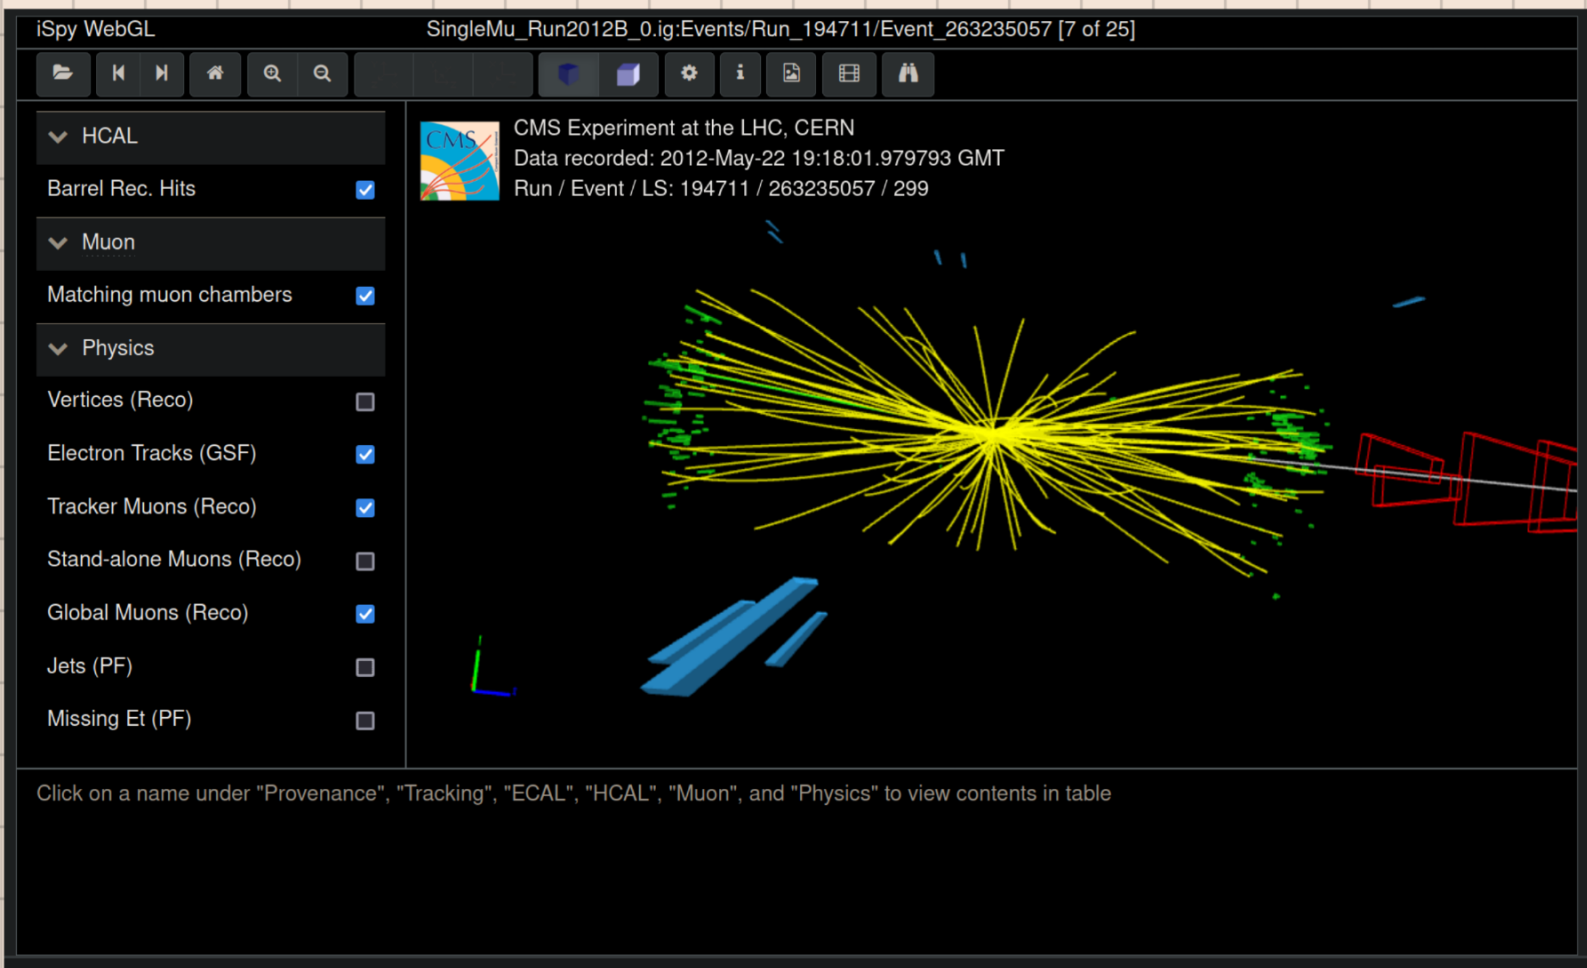 iSpy WebGL
SingleMu_Run2012B_0.ig:Events/Run_194711/Event_263235057 [7 of 25]
HCAL
Barrel Rec. Hits
Muon
Matching muon chambers
Physics
Vertices (Reco)
Electron Tracks (GSF)
Tracker Muons (Reco)
Stand-alone Muons (Reco)
Global Muons (Reco)
Jets (PF)
Missing Et (PF)
CMS
CMS Experiment at the LHC, CERN
Data recorded: 2012-May-22 19:18:01.979793 GMT
Run / Event / LS: 194711 / 263235057 / 299
Click on a name under "Provenance", "Tracking", "ECAL", "HCAL", "Muon", and "Physics" to view contents in table